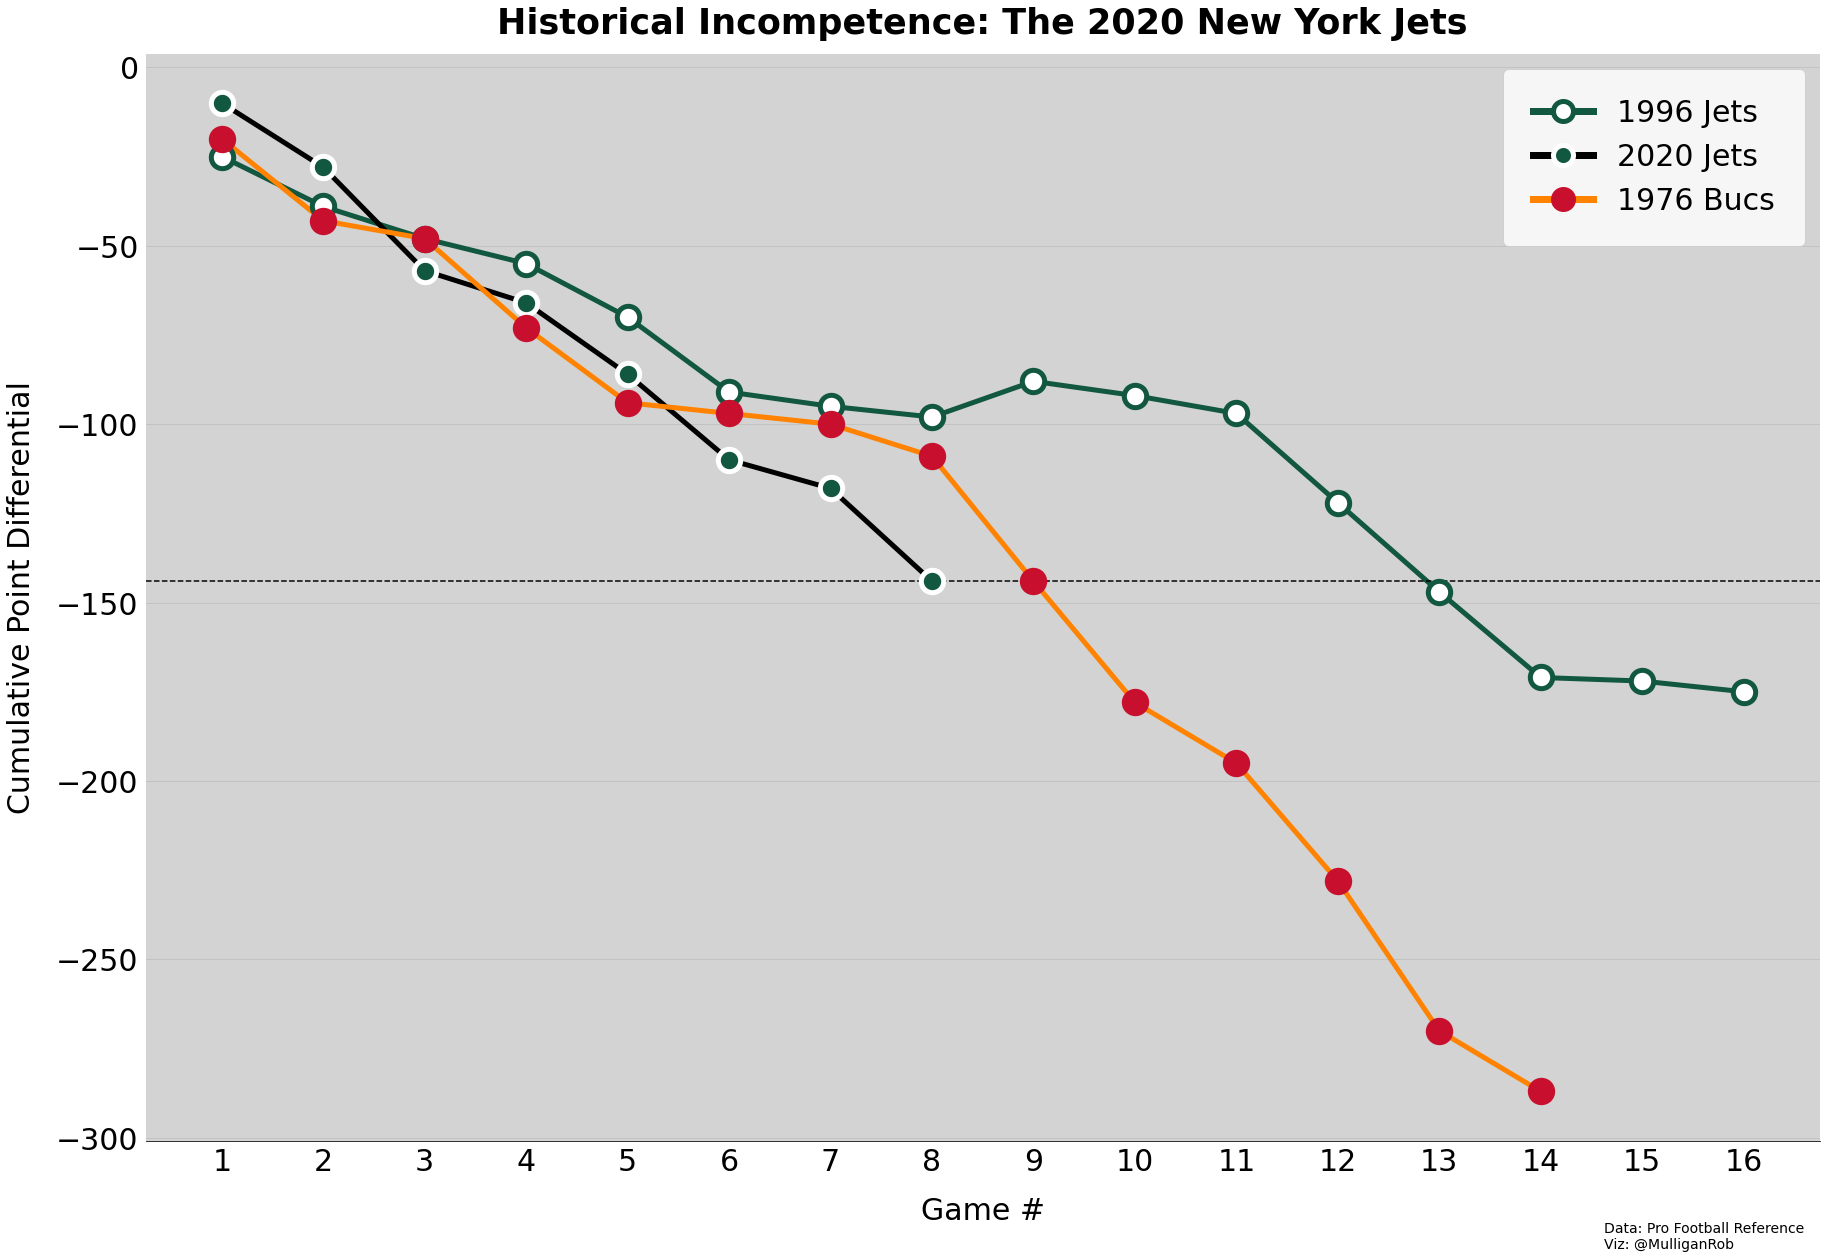 Historical Incompetence: The 2020 New York Jets
0
−50
−100
−150
−200
−250
−300
Cumulative Point Differential
1996 Jets
2020 Jets
1976 Bucs
1 2 3 4 5 6 7 8 9 10 11 12 13 14 15 16
Game #
Data: Pro Football Reference
Viz: @MulliganRob